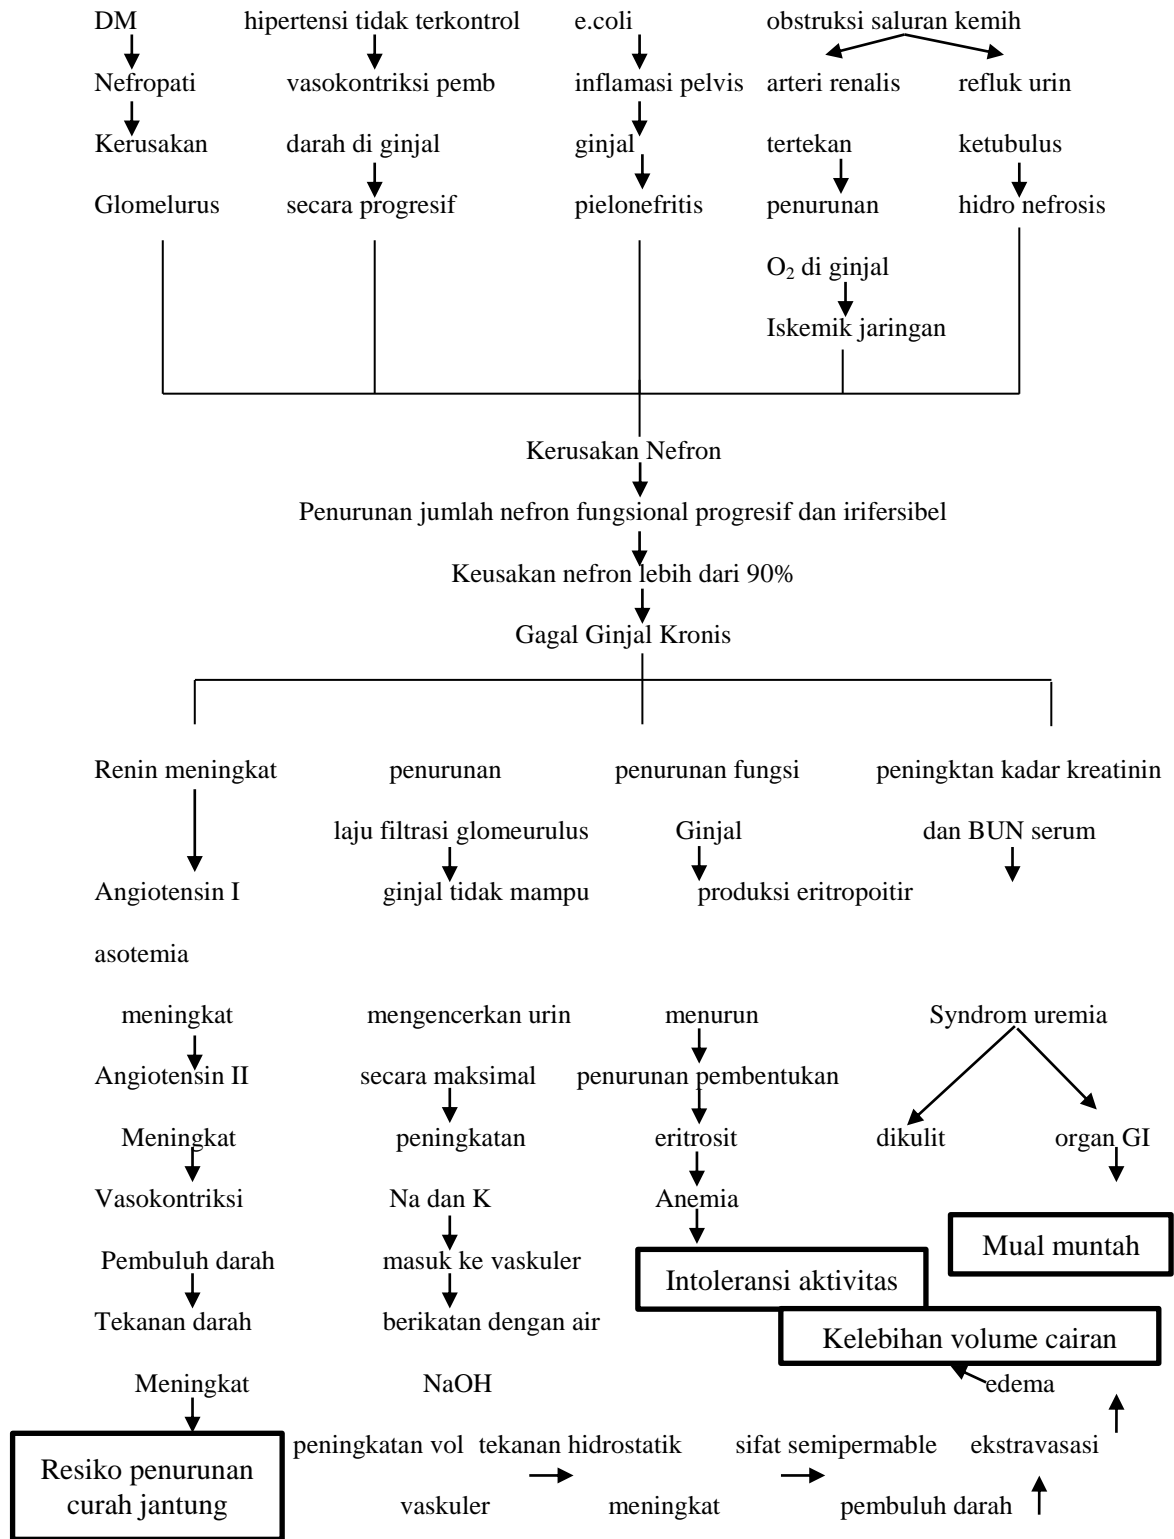 DM hipertensi tidak terkontrol e.coli obstruksi saluran kemih
Nefropati vasokontriksi pemb inflamasi pelvis arteri renalis refluk urin
Kerusakan darah di ginjal ginjal tertekan ketubulus
Glomelurus secara progresif pielonefritis penurunan hidro nefrosis
O₂ di ginjal
Iskemik jaringan
Kerusakan Nefron
Penurunan jumlah nefron fungsional progresif dan irifersibel
Keusakan nefron lebih dari 90%
Gagal Ginjal Kronis
Renin meningkat penurunan penurunan fungsi peningktan kadar kreatinin
laju filtrasi glomeurulus Ginjal dan BUN serum
Angiotensin I ginjal tidak mampu produksi eritropoitir
asotemia
meningkat mengencerkan urin menurun Syndrom uremia
Angiotensin II secara maksimal penurunan pembentukan
Meningkat peningkatan eritrosit dikulit organ GI
Vasokontriksi Na dan K Anemia
Mual muntah
Pembuluh darah masuk ke vaskuler
Intoleransi aktivitas
Tekanan darah berikatan dengan air
Kelebihan volume cairan
Meningkat NaOH edema
peningkatan vol tekanan hidrostatik sifat semipermable ekstravasasi
Resiko penurunan
curah jantung
vaskuler meningkat pembuluh darah